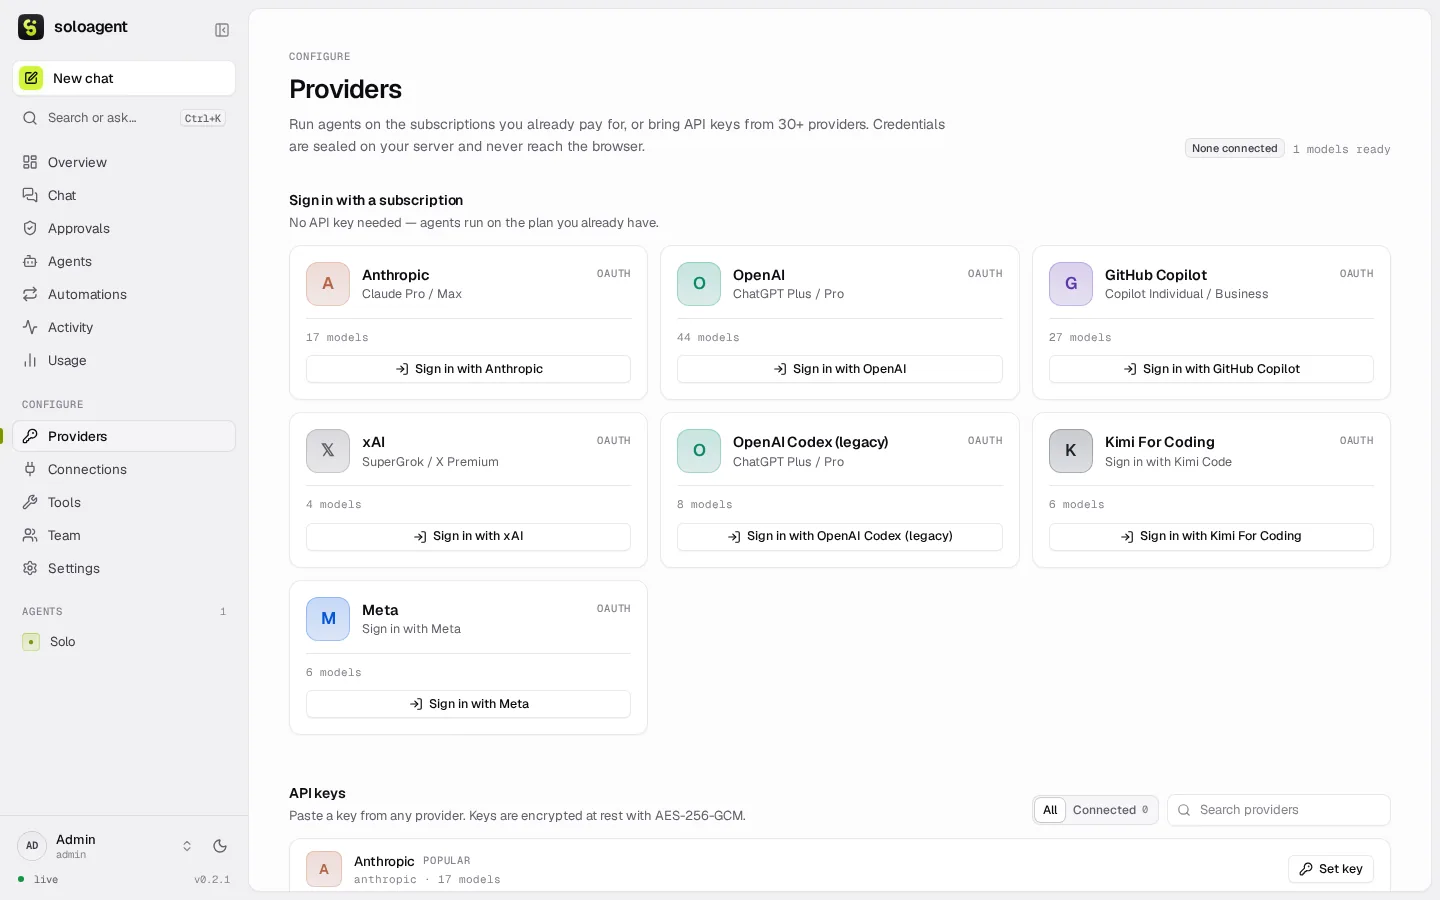 soloagent
New chat
Search or ask...
Ctrl+K
Overview
Chat
Approvals
Agents
Automations
Activity
Usage
CONFIGURE
Providers
Connections
Tools
Team
Settings
AGENTS
1
Solo
AD
Admin
admin
live
v0.2.1
CONFIGURE
Providers
Run agents on the subscriptions you already pay for, or bring API keys from 30+ providers. Credentials
are sealed on your server and never reach the browser.
None connected
1 models ready
Sign in with a subscription
No API key needed — agents run on the plan you already have.
A
Anthropic
OAUTH
Claude Pro / Max
17 models
Sign in with Anthropic
O
OpenAI
OAUTH
ChatGPT Plus / Pro
44 models
Sign in with OpenAI
G
GitHub Copilot
OAUTH
Copilot Individual / Business
27 models
Sign in with GitHub Copilot
𝕏
xAI
OAUTH
SuperGrok / X Premium
4 models
Sign in with xAI
O
OpenAI Codex (legacy)
OAUTH
ChatGPT Plus / Pro
8 models
Sign in with OpenAI Codex (legacy)
K
Kimi For Coding
OAUTH
Sign in with Kimi Code
6 models
Sign in with Kimi For Coding
M
Meta
OAUTH
Sign in with Meta
6 models
Sign in with Meta
API keys
Paste a key from any provider. Keys are encrypted at rest with AES-256-GCM.
All
Connected 0
Search providers
A
Anthropic POPULAR
anthropic · 17 models
Set key